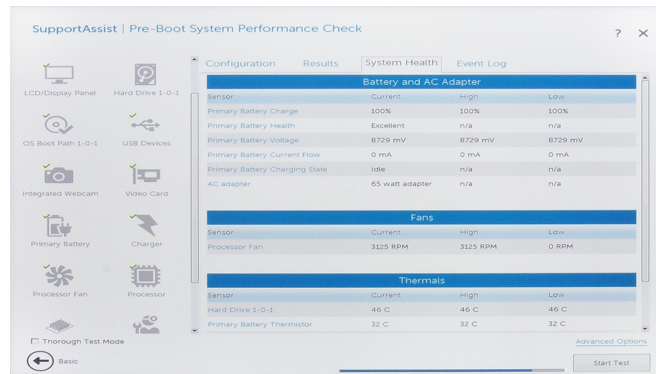 SupportAssist | Pre-Boot System Performance Check
? ×
Configuration Results System Health Event Log
LCD/Display Panel Hard Drive 1-0-1
OS Boot Path 1-0-1 USB Devices
Integrated Webcam Video Card
Primary Battery Charger
Processor Fan Processor
Battery and AC Adapter
Sensor Current High Low
Primary Battery Charge 100% 100% 100%
Primary Battery Health Excellent n/a n/a
Primary Battery Voltage 8729 mV 8729 mV 8729 mV
Primary Battery Current Flow 0 mA 0 mA 0 mA
Primary Battery Charging State Idle n/a n/a
AC adapter 65 watt adapter n/a n/a
Fans
Sensor Current High Low
Processor Fan 3125 RPM 3125 RPM 0 RPM
Thermals
Sensor Current High Low
Hard Drive 1-0-1 46 C 46 C 46 C
Primary Battery Thermistor 32 C 32 C 32 C
Thorough Test Mode
Advanced Options
Basic
Start Test